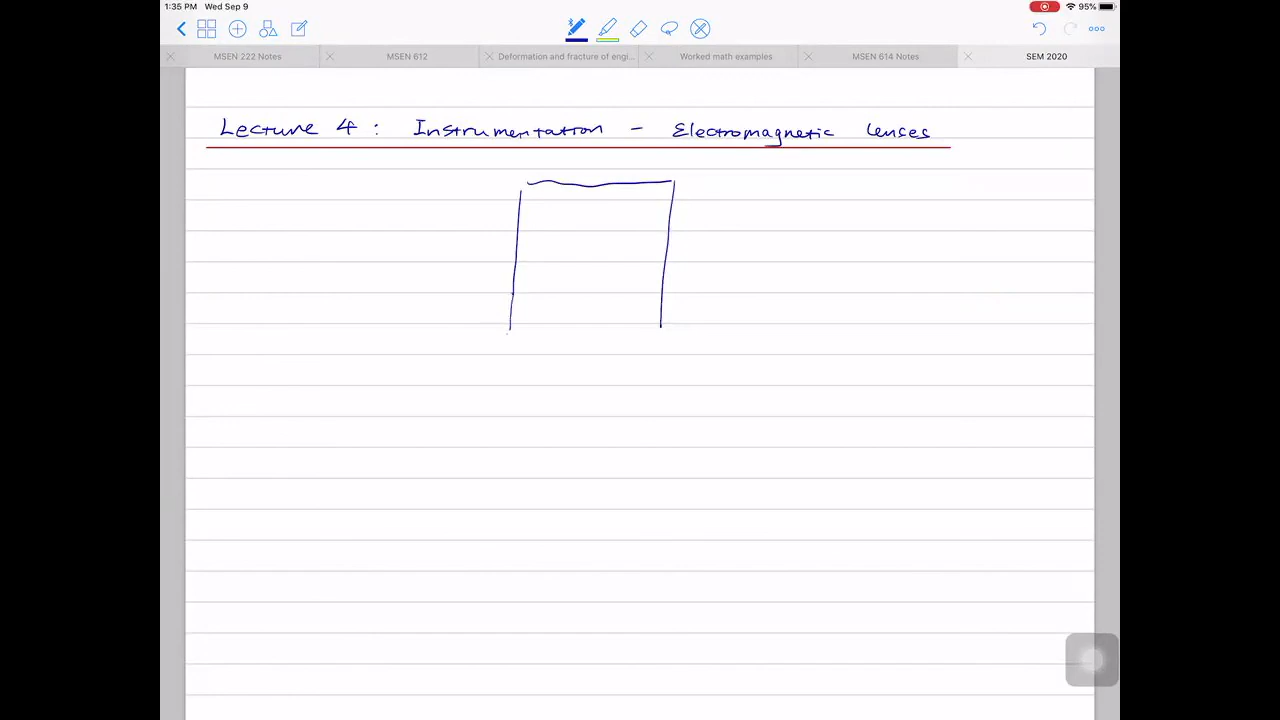 1:35 PM Wed Sep 9
95%
MSEN 222 Notes
MSEN 612
Deformation and fracture of engi...
Worked math examples
MSEN 614 Notes
SEM 2020
Lecture 4 : Instrumentation - Electromagnetic Lenses